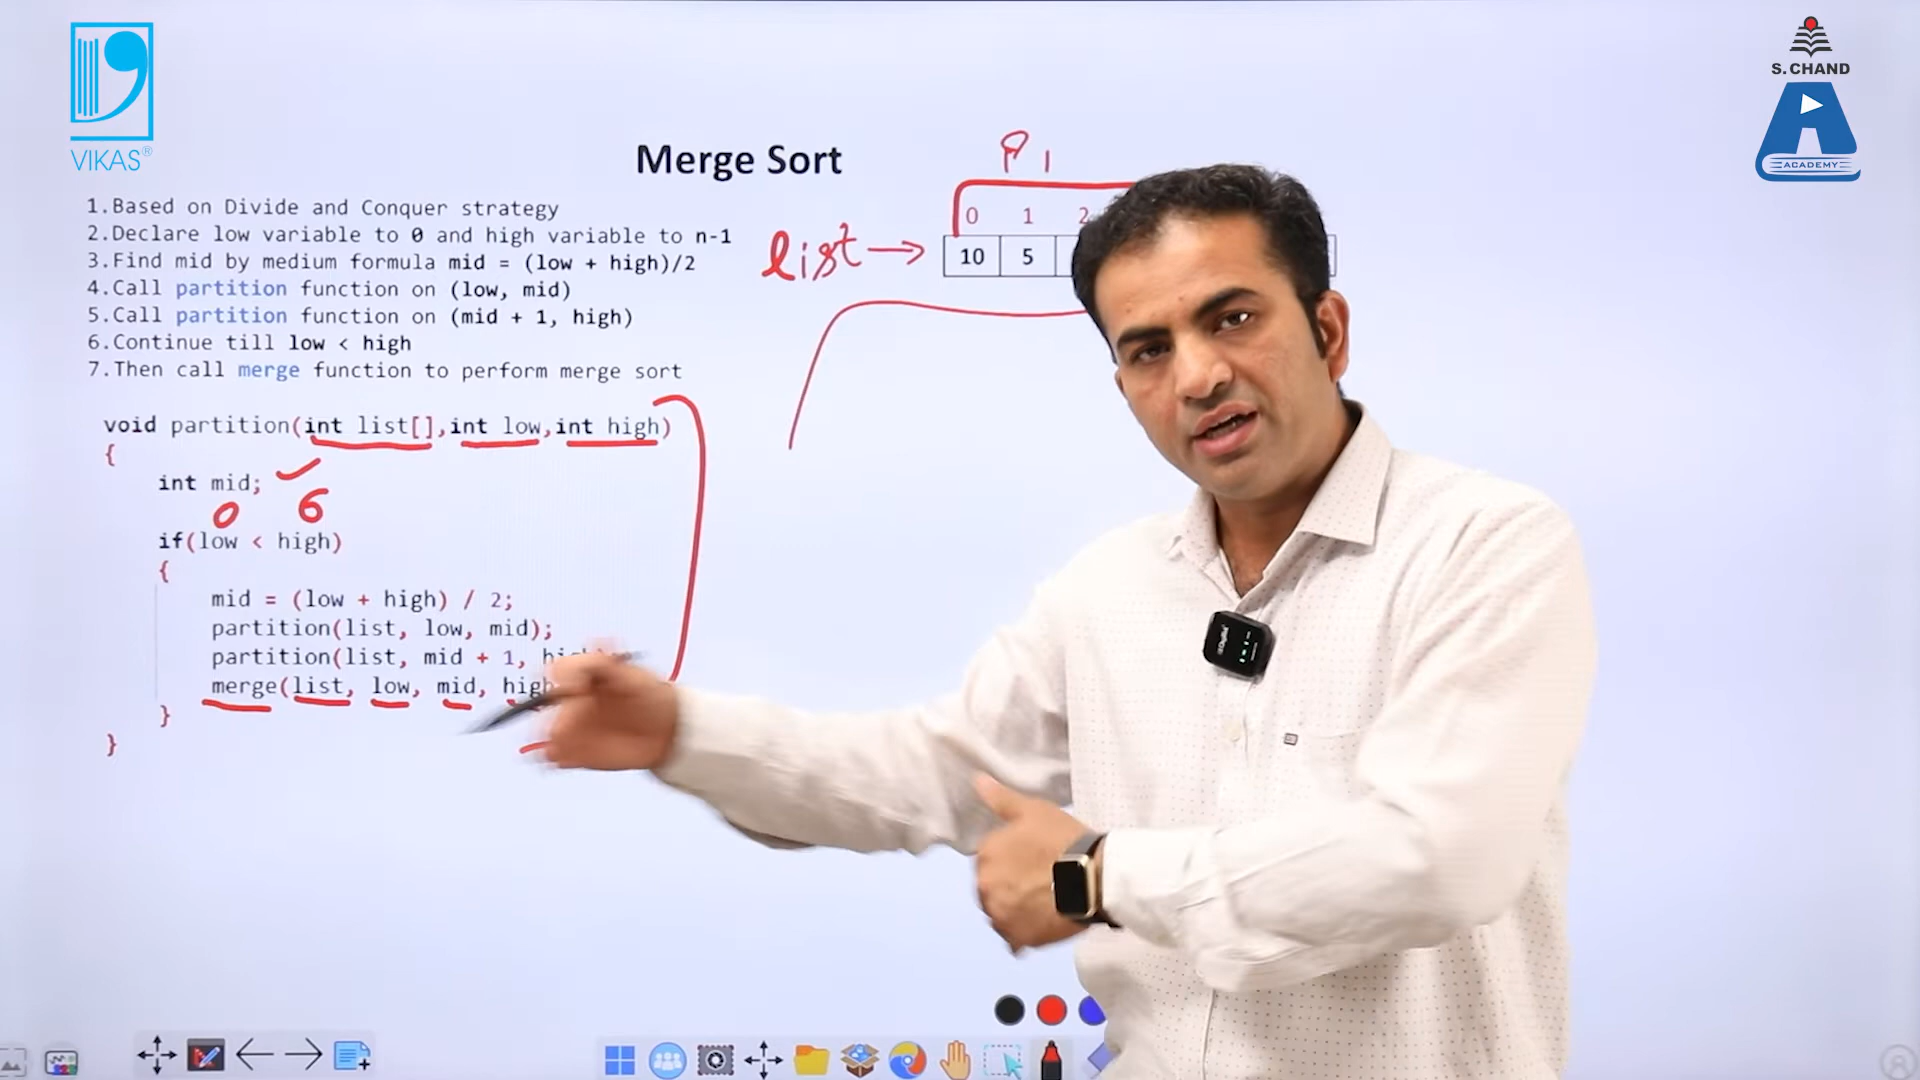 VIKAS®
S. CHAND
ACADEMY
Merge Sort
1.Based on Divide and Conquer strategy
2.Declare low variable to 0 and high variable to n-1
3.Find mid by medium formula mid = (low + high)/2
4.Call partition function on (low, mid)
5.Call partition function on (mid + 1, high)
6.Continue till low < high
7.Then call merge function to perform merge sort
P1
0 1 2
list →
10 5
void partition(int list[],int low,int high)
{
int mid;
0 6
if(low < high)
{
mid = (low + high) / 2;
partition(list, low, mid);
partition(list, mid + 1,
merge(list, low, mid, high
}
}